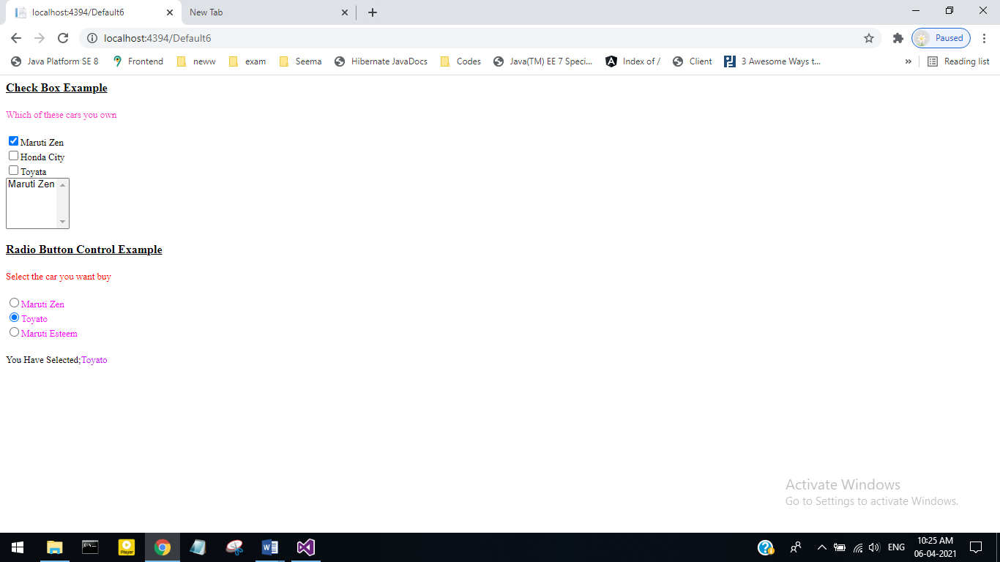 localhost:4394/Default6
New Tab
localhost:4394/Default6
Paused
Java Platform SE 8
Frontend
neww
exam
Seema
Hibernate JavaDocs
Codes
Java(TM) EE 7 Speci...
Index of /
Client
3 Awesome Ways t...
»
Reading list
Check Box Example
Which of these cars you own
Maruti Zen
Honda City
Toyata
Maruti Zen
Radio Button Control Example
Select the car you want buy
Maruti Zen
Toyato
Maruti Esteem
You Have Selected;Toyato
Activate Windows
Go to Settings to activate Windows.
Player
ENG
10:25 AM
06-04-2021